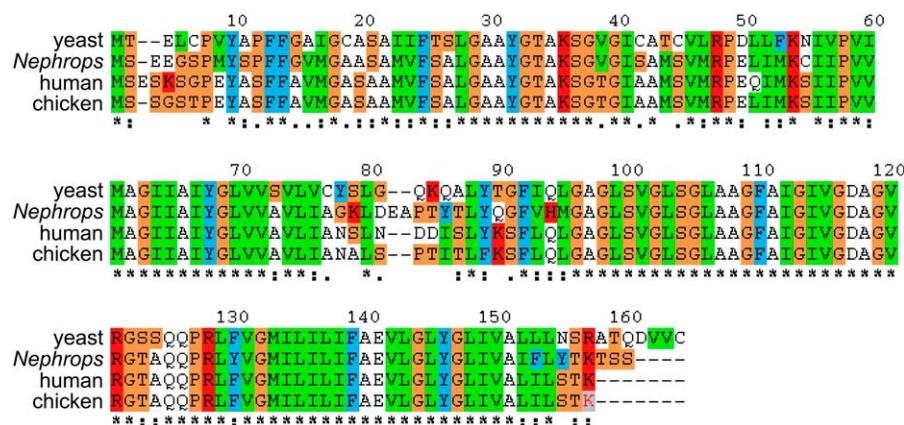 10 20 30 40 50 60
yeast MT--ELCPVYAPFFGAIGCASAIIFTSLGAAYGTAKSGVGICATCVLRPDLLFKNIVPVI
Nephrops MS-EEGSPMYSPFFGVMGAASAMVFSALGAAYGTAKSGVGISAMSVMRPELIMKCIIPVV
human MSESKSGPEYASFFAVMGASAAMVFSALGAAYGTAKSGTGIAAMSVMRPEQIMKSIIPVV
chicken MS-SGSTPEYASFFAVMGASAAMVFSALGAAYGTAKSGTGIAAMSVMRPELIMKSIIPVV
*:     * *:.**.::*.::*::*::***********.**.* .*:**: ::*.*:**:
70 80 90 100 110 120
yeast MAGIIAIYGLVVSVLVCYSLG--QKQALYTGFIQLGAGLSVGLSGLAAGFAIGIVGDAGV
Nephrops MAGIIAIYGLVVAVLIAGKLDEAPTYTLYQGFVHMGAGLSVGLSGLAAGFAIGIVGDAGV
human MAGIIAIYGLVVAVLIANSLN--DDISLYKSFLQLGAGLSVGLSGLAAGFAIGIVGDAGV
chicken MAGIIAIYGLVVAVLIANALS--PTITLFKSFLQLGAGLSVGLSGLAAGFAIGIVGDAGV
************:**:.  *.      *: .*:::*************************
130 140 150 160
yeast RGSSQQPRLFVGMILILIFAEVLGLYGLIVALLLNSRATQDVVC
Nephrops RGTAQQPRLYVGMILILIFAEVLGLYGLIVAIFLYTKTSS----
human RGTAQQPRLFVGMILILIFAEVLGLYGLIVALILSTK-------
chicken RGTAQQPRLFVGMILILIFAEVLGLYGLIVALILSTK-------
**::*****:*********************::* ::